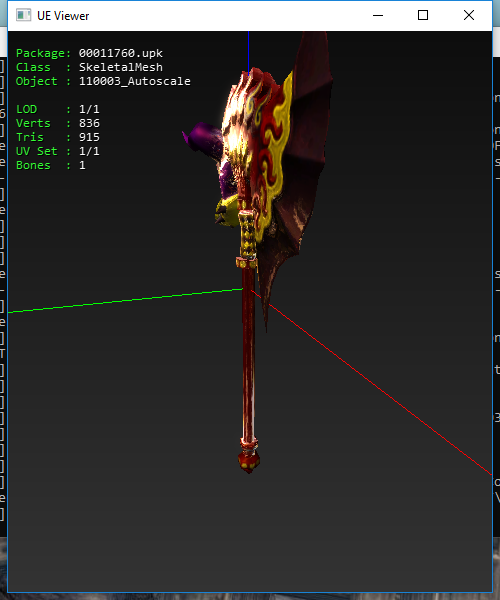 UE Viewer
Package: 00011760.upk
Class : SkeletalMesh
Object : 110003_Autoscale
LOD : 1/1
Verts : 836
Tris : 915
UV Set : 1/1
Bones : 1